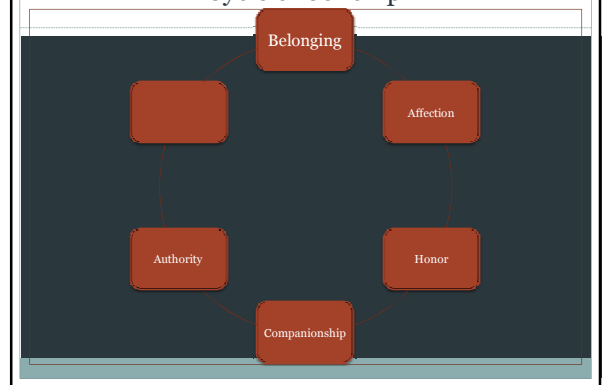 Belonging
Affection
Honor
Companionship
Authority